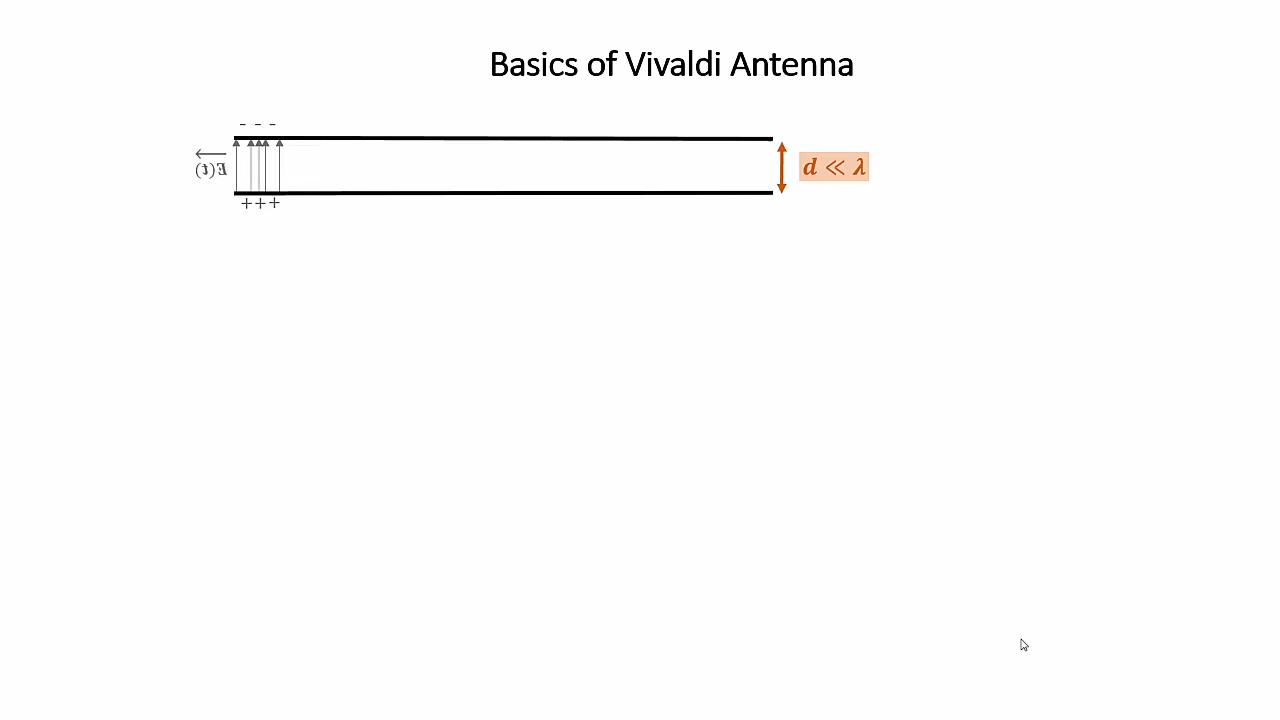 Basics of Vivaldi Antenna
- - -
E(t)
d ≪ λ
+ + +